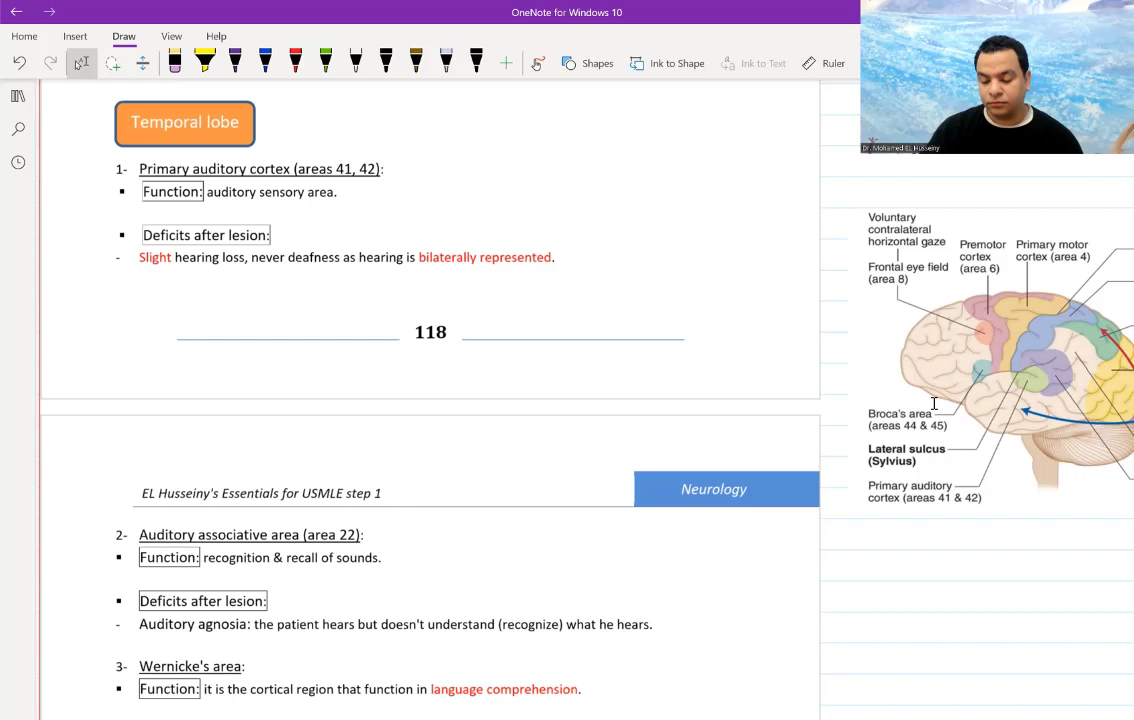 OneNote for Windows 10
Home Insert Draw View Help
Shapes Ink to Shape Ink to Text Ruler
Dr. Mohamed EL Husseiny
Temporal lobe
1- Primary auditory cortex (areas 41, 42):
▪ Function: auditory sensory area.
▪ Deficits after lesion:
- Slight hearing loss, never deafness as hearing is bilaterally represented.
118
EL Husseiny's Essentials for USMLE step 1
Neurology
2- Auditory associative area (area 22):
▪ Function: recognition & recall of sounds.
▪ Deficits after lesion:
- Auditory agnosia: the patient hears but doesn't understand (recognize) what he hears.
3- Wernicke's area:
▪ Function: it is the cortical region that function in language comprehension.
Voluntary
contralateral
horizontal gaze
Frontal eye field
(area 8)
Premotor
cortex
(area 6)
Primary motor
cortex (area 4)
Broca's area
(areas 44 & 45)
Lateral sulcus
(Sylvius)
Primary auditory
cortex (areas 41 & 42)